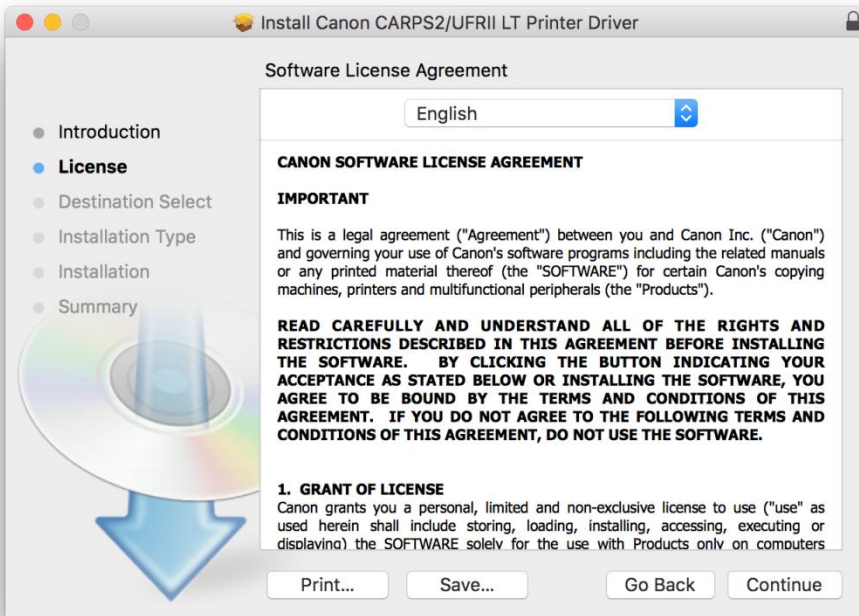 Install Canon CARPS2/UFRII LT Printer Driver
Software License Agreement
Introduction
License
Destination Select
Installation Type
Installation
Summary
English
CANON SOFTWARE LICENSE AGREEMENT
IMPORTANT
This is a legal agreement ("Agreement") between you and Canon Inc. ("Canon")
and governing your use of Canon's software programs including the related manuals
or any printed material thereof (the "SOFTWARE") for certain Canon's copying
machines, printers and multifunctional peripherals (the "Products").
READ CAREFULLY AND UNDERSTAND ALL OF THE RIGHTS AND
RESTRICTIONS DESCRIBED IN THIS AGREEMENT BEFORE INSTALLING
THE SOFTWARE. BY CLICKING THE BUTTON INDICATING YOUR
ACCEPTANCE AS STATED BELOW OR INSTALLING THE SOFTWARE, YOU
AGREE TO BE BOUND BY THE TERMS AND CONDITIONS OF THIS
AGREEMENT. IF YOU DO NOT AGREE TO THE FOLLOWING TERMS AND
CONDITIONS OF THIS AGREEMENT, DO NOT USE THE SOFTWARE.
1. GRANT OF LICENSE
Canon grants you a personal, limited and non-exclusive license to use ("use" as
used herein shall include storing, loading, installing, accessing, executing or
displaying) the SOFTWARE solely for the use with Products only on computers
Print...
Save...
Go Back
Continue